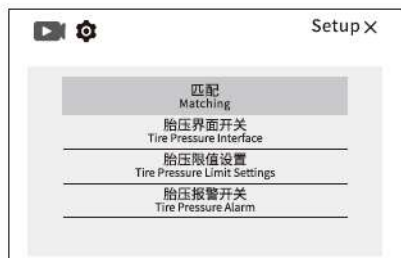 Setup ×
匹配
Matching
胎压界面开关
Tire Pressure Interface
胎压限值设置
Tire Pressure Limit Settings
胎压报警开关
Tire Pressure Alarm